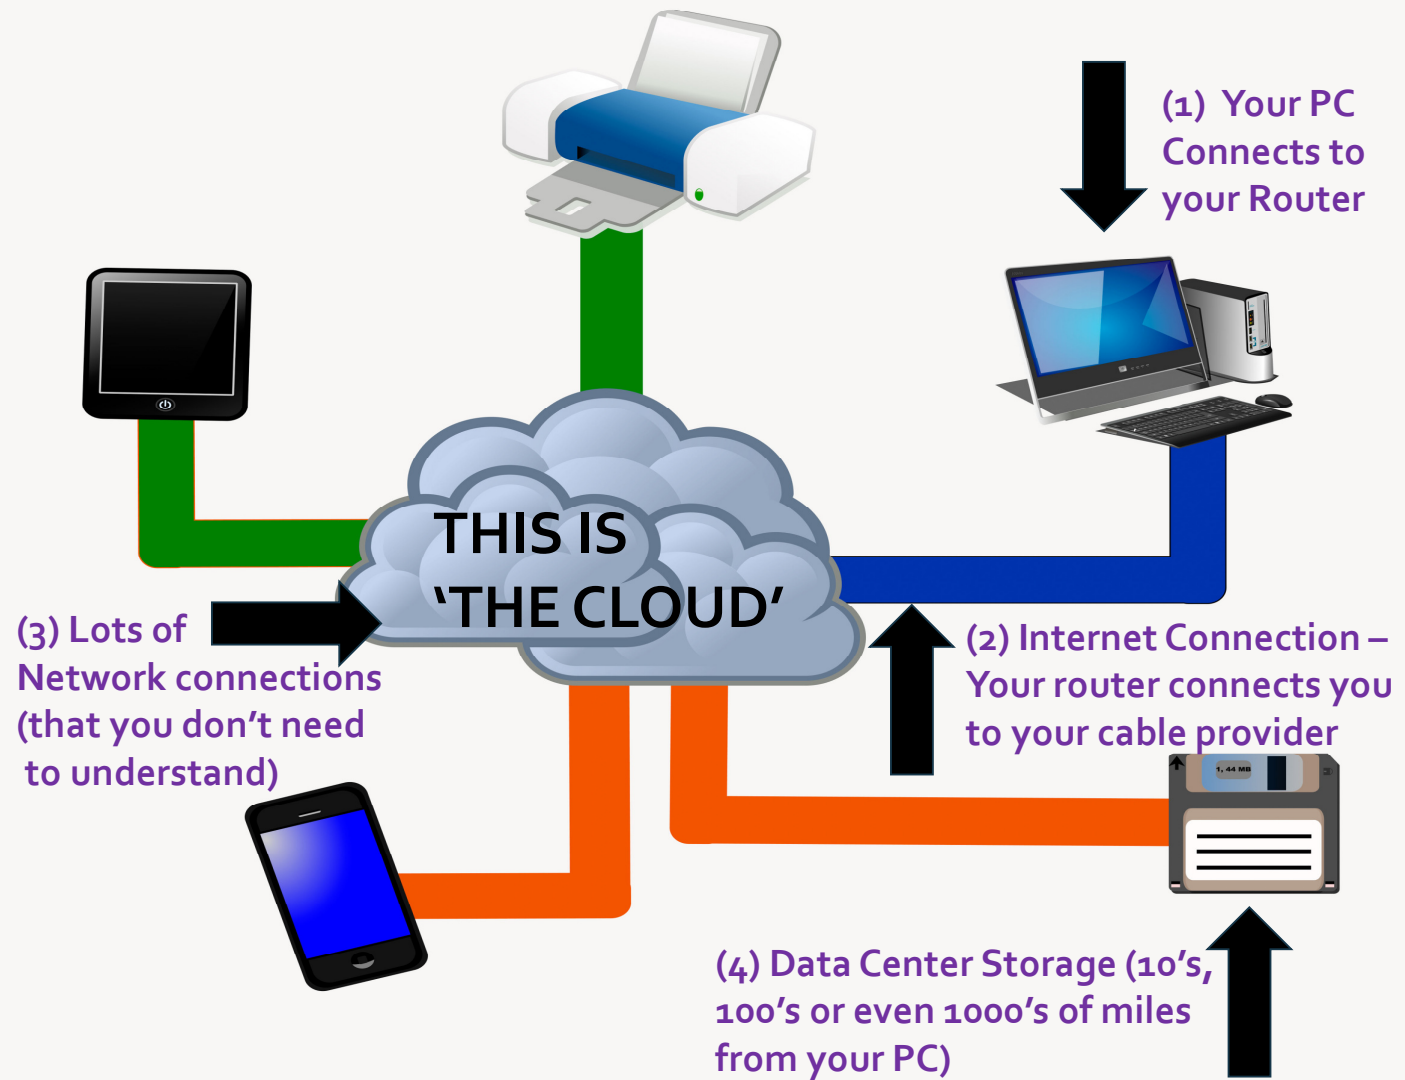 (1) Your PC
Connects to
your Router
THIS IS
‘THE CLOUD’
(3) Lots of
Network connections
(that you don’t need
to understand)
(2) Internet Connection –
Your router connects you
to your cable provider
1, 44 MB
(4) Data Center Storage (10’s,
100’s or even 1000’s of miles
from your PC)